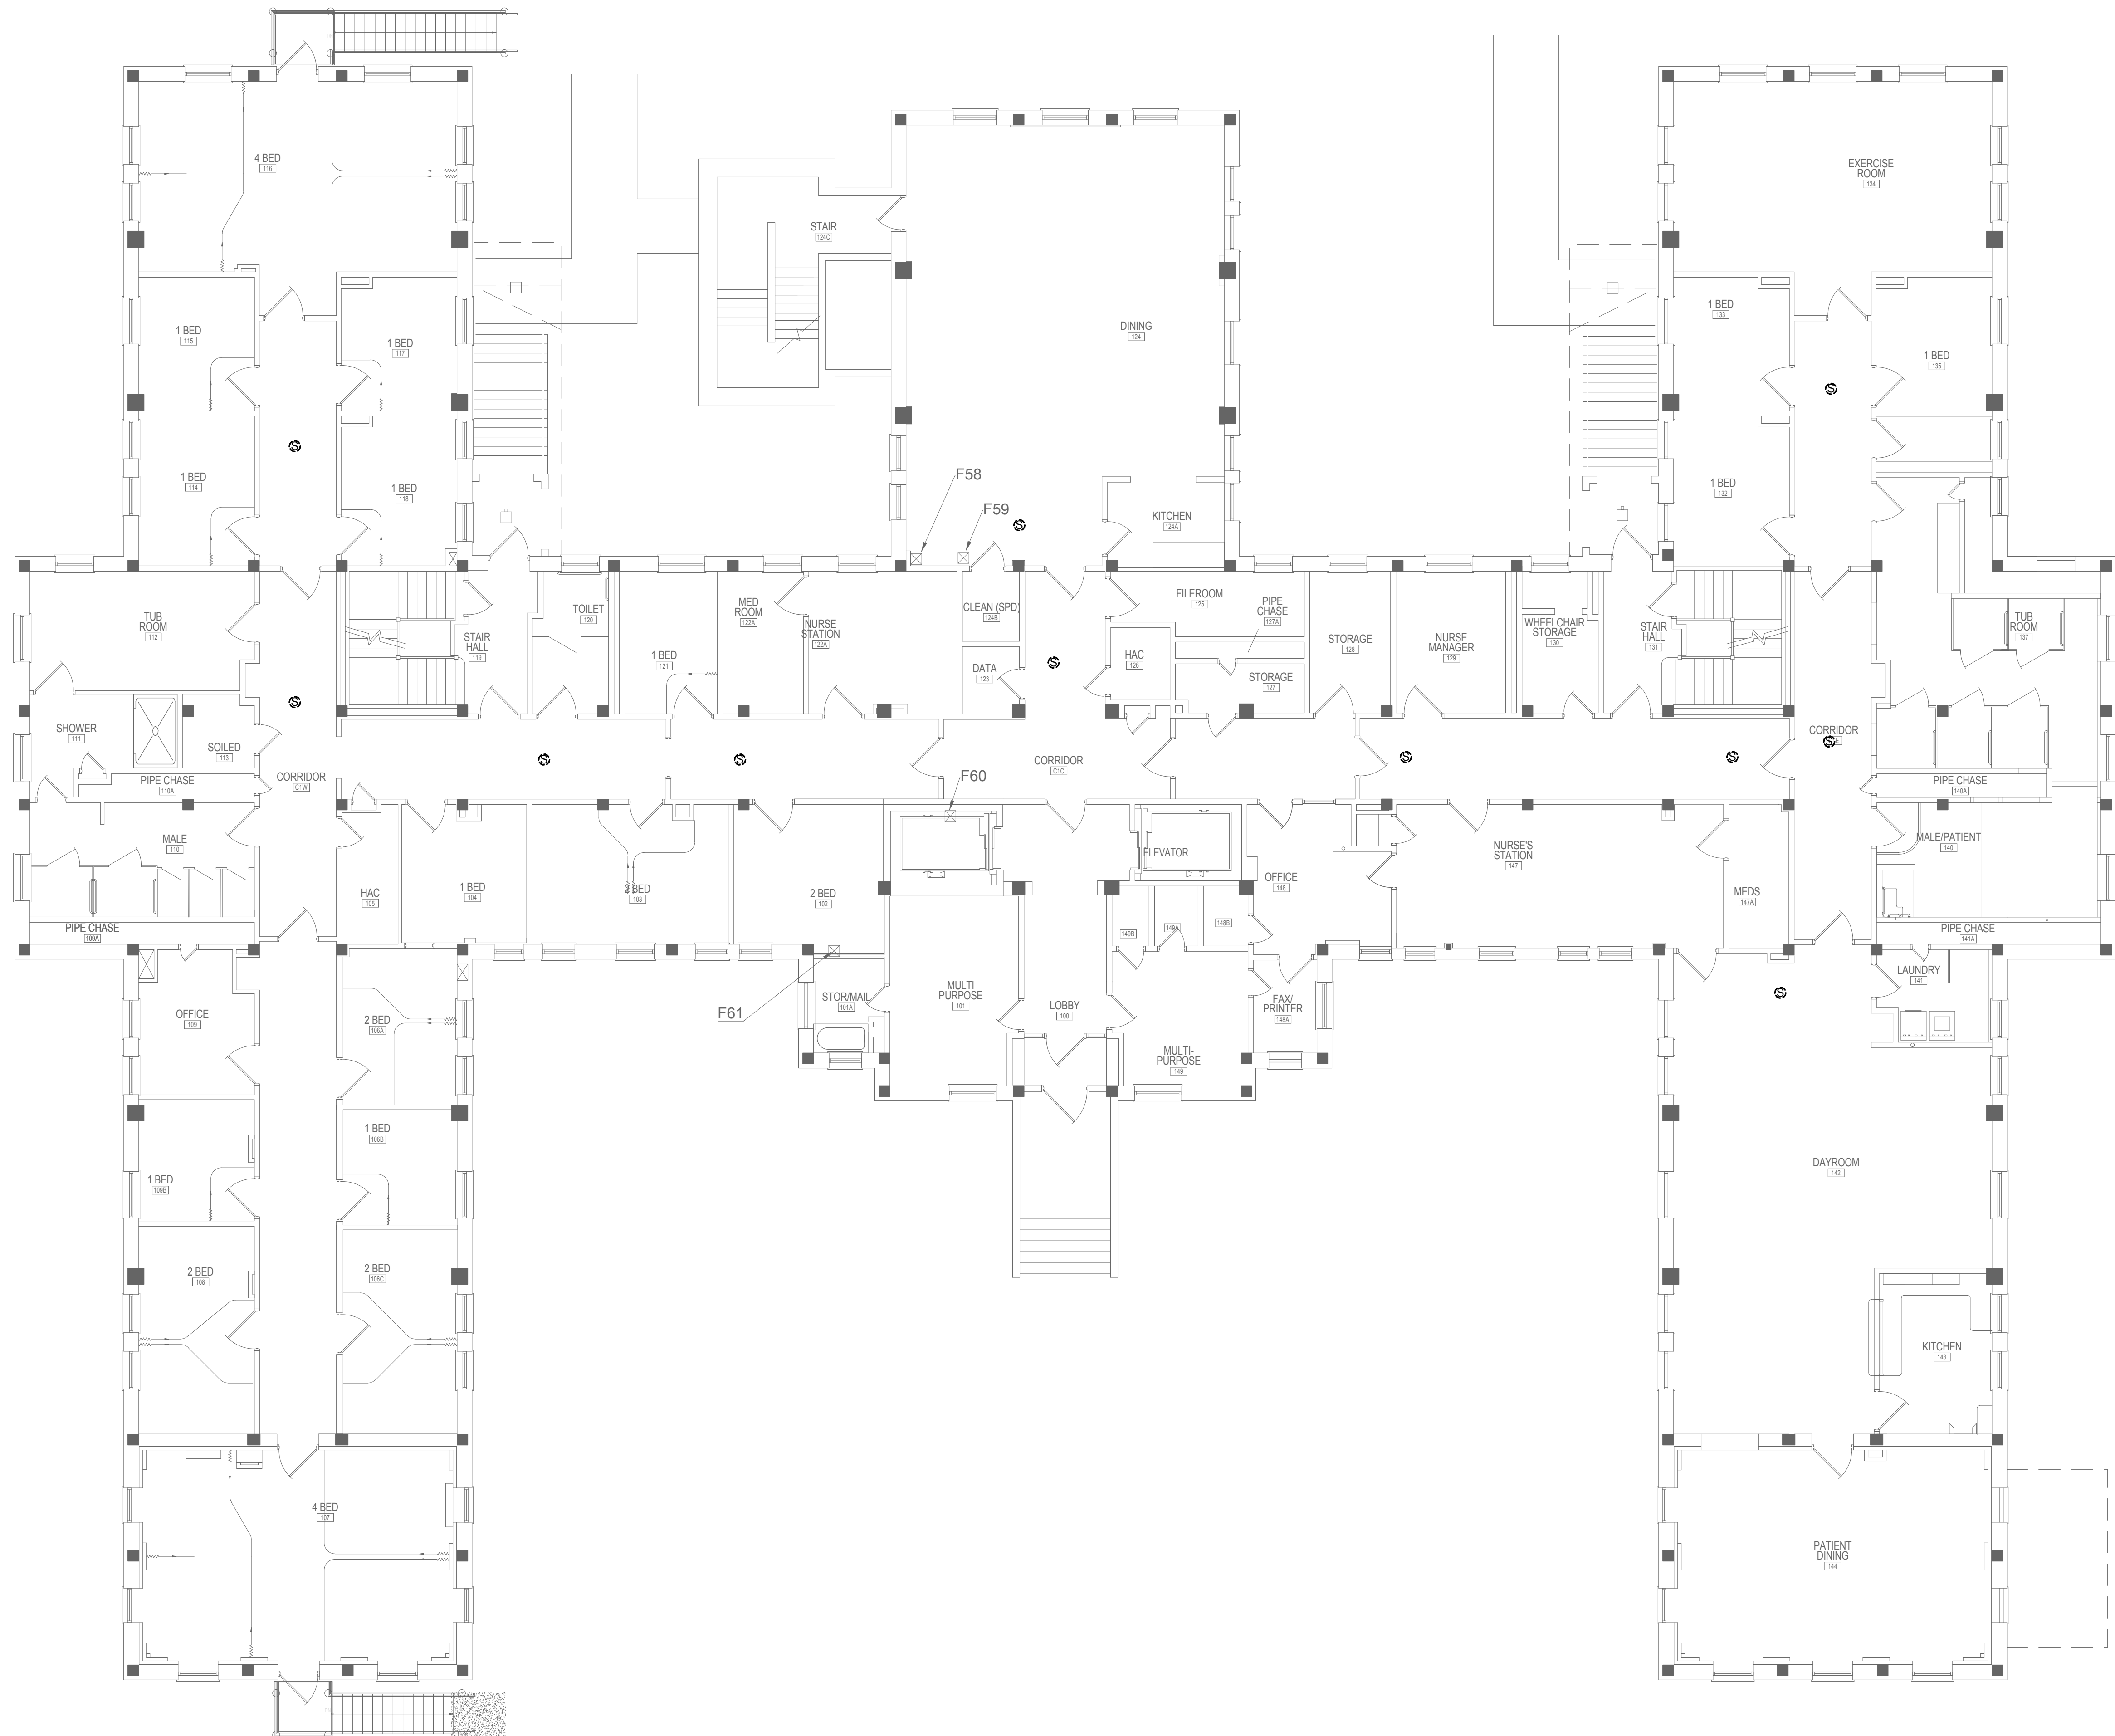 4 BED
116
EXERCISE
ROOM
134
STAIR
124C
1 BED
115
1 BED
117
DINING
124
1 BED
133
1 BED
135
S
S
1 BED
114
1 BED
118
F58
F59
KITCHEN
124A
S
1 BED
132
TUB
ROOM
112
STAIR
HALL
119
TOILET
120
1 BED
121
MED
ROOM
122A
NURSE
STATION
122A
CLEAN (SPD)
124B
DATA
123
S
FILEROOM
125
PIPE
CHASE
127A
HAC
126
STORAGE
127
STORAGE
128
NURSE
MANAGER
129
WHEELCHAIR
STORAGE
130
STAIR
HALL
131
TUB
ROOM
137
S
SHOWER
111
SOILED
113
PIPE CHASE
110A
CORRIDOR
C1W
S
S
CORRIDOR
C1C
S
S
CORRIDOR
S
PIPE CHASE
140A
F60
MALE
110
HAC
105
1 BED
104
2 BED
103
2 BED
102
ELEVATOR
OFFICE
148
NURSE'S
STATION
147
MEDS
147A
MALE/PATIENT
140
PIPE CHASE
109A
149B
149A
148B
PIPE CHASE
141A
OFFICE
109
2 BED
106A
F61
STOR/MAIL
101A
MULTI
PURPOSE
101
LOBBY
100
MULTI-
PURPOSE
149
FAX/
PRINTER
148A
S
LAUNDRY
141
1 BED
109B
1 BED
106B
DAYROOM
142
2 BED
108
2 BED
106C
KITCHEN
143
4 BED
107
PATIENT
DINING
144